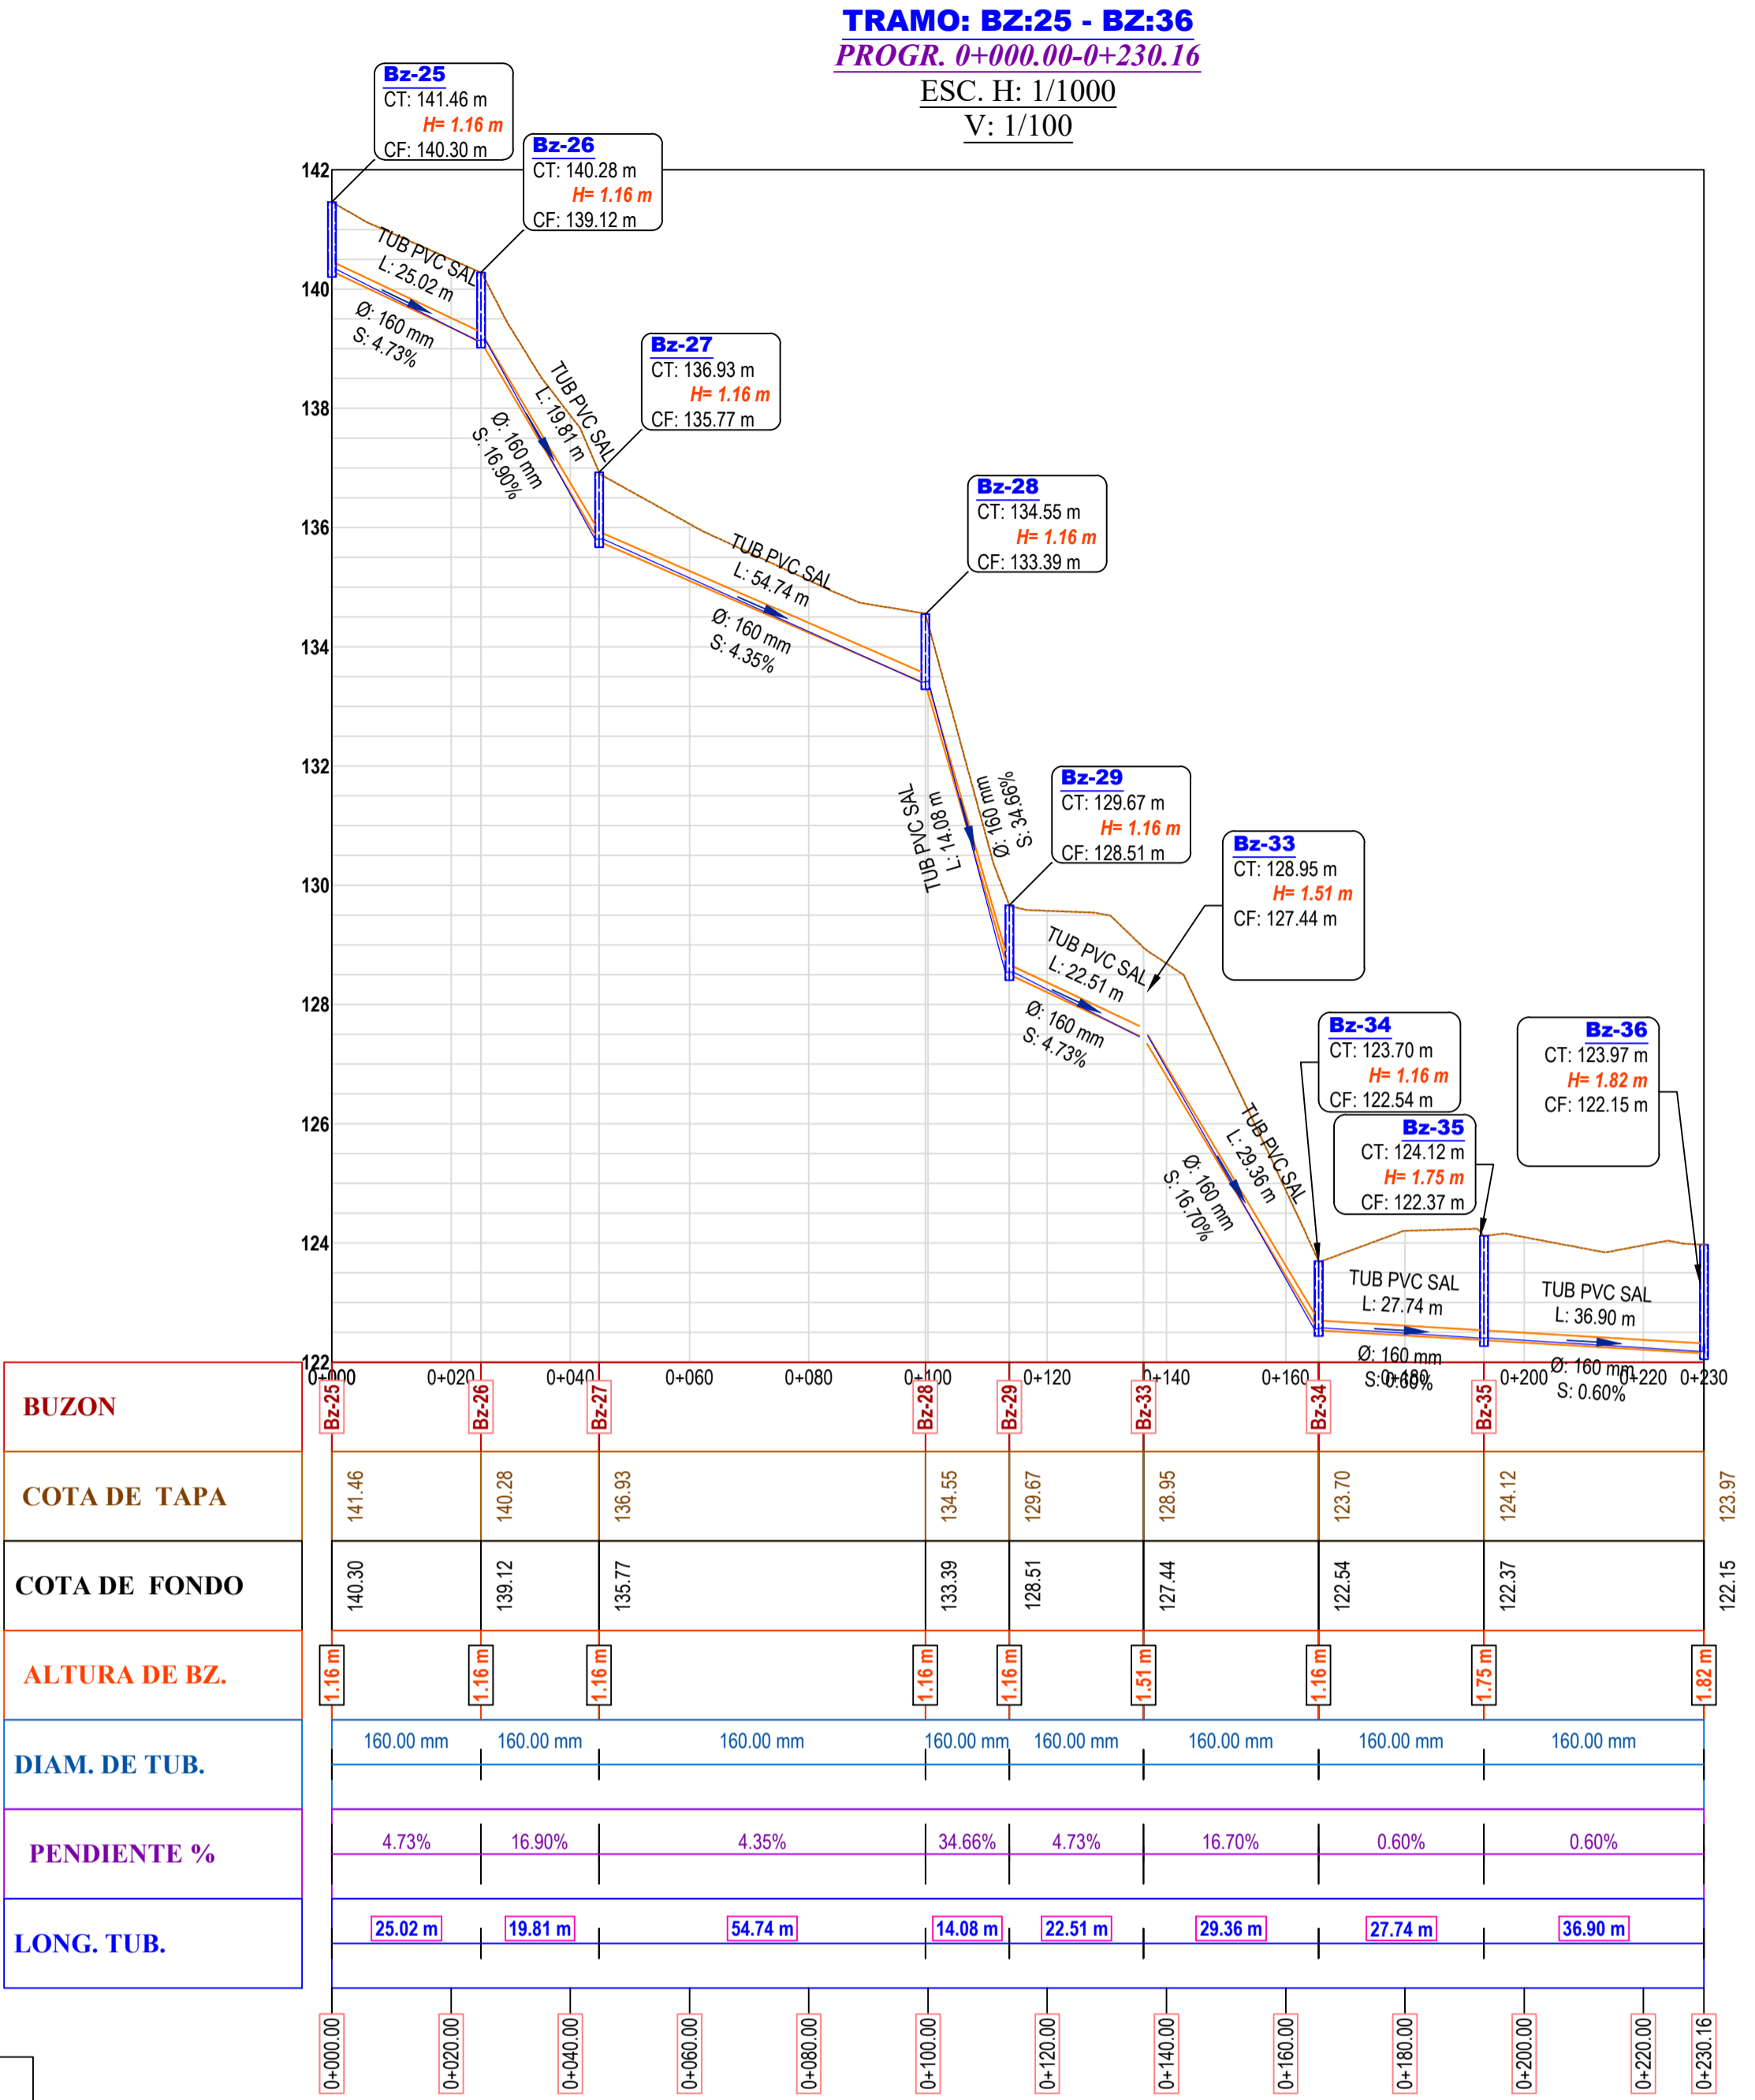 TRAMO: BZ:25 - BZ:36
PROGR. 0+000.00-0+230.16
ESC. H: 1/1000
V: 1/100
Bz-25
CT: 141.46 m
H= 1.16 m
CF: 140.30 m
Bz-26
CT: 140.28 m
H= 1.16 m
CF: 139.12 m
Bz-27
CT: 136.93 m
H= 1.16 m
CF: 135.77 m
Bz-28
CT: 134.55 m
H= 1.16 m
CF: 133.39 m
Bz-29
CT: 129.67 m
H= 1.16 m
CF: 128.51 m
Bz-33
CT: 128.95 m
H= 1.51 m
CF: 127.44 m
Bz-34
CT: 123.70 m
H= 1.16 m
CF: 122.54 m
Bz-35
CT: 124.12 m
H= 1.75 m
CF: 122.37 m
Bz-36
CT: 123.97 m
H= 1.82 m
CF: 122.15 m
142
140
138
136
134
132
130
128
126
124
122
TUB PVC SAL
L: 25.02 m
Ø: 160 mm
S: 4.73%
TUB PVC SAL
L: 19.81 m
Ø: 160 mm
S: 16.90%
TUB PVC SAL
L: 54.74 m
Ø: 160 mm
S: 4.35%
TUB PVC SAL
L: 14.08 m
Ø: 160 mm
S: 34.66%
TUB PVC SAL
L: 22.51 m
Ø: 160 mm
S: 4.73%
TUB PVC SAL
L: 29.36 m
Ø: 160 mm
S: 16.70%
TUB PVC SAL
L: 27.74 m
Ø: 160 mm
S: 0.60%
TUB PVC SAL
L: 36.90 m
Ø: 160 mm
S: 0.60%
0+000 0+020 0+040 0+060 0+080 0+100 0+120 0+140 0+160 0+180 0+200 0+220 0+230
BUZON Bz-25 Bz-26 Bz-27 Bz-28 Bz-29 Bz-33 Bz-34 Bz-35
COTA DE TAPA 141.46 140.28 136.93 134.55 129.67 128.95 123.70 124.12 123.97
COTA DE FONDO 140.30 139.12 135.77 133.39 128.51 127.44 122.54 122.37 122.15
ALTURA DE BZ. 1.16 m 1.16 m 1.16 m 1.16 m 1.16 m 1.51 m 1.16 m 1.75 m 1.82 m
DIAM. DE TUB. 160.00 mm 160.00 mm 160.00 mm 160.00 mm 160.00 mm 160.00 mm 160.00 mm 160.00 mm
PENDIENTE % 4.73% 16.90% 4.35% 34.66% 4.73% 16.70% 0.60% 0.60%
LONG. TUB. 25.02 m 19.81 m 54.74 m 14.08 m 22.51 m 29.36 m 27.74 m 36.90 m
0+000.00 0+020.00 0+040.00 0+060.00 0+080.00 0+100.00 0+120.00 0+140.00 0+160.00 0+180.00 0+200.00 0+220.00 0+230.16